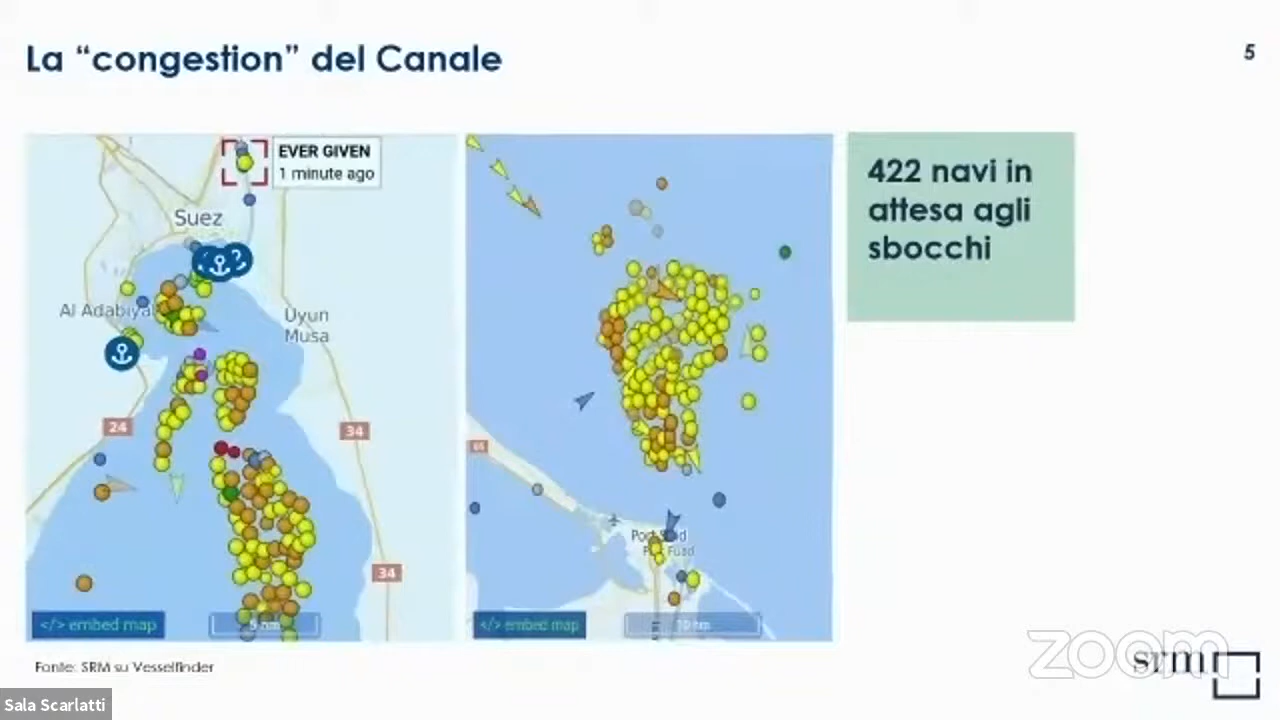 La “congestion” del Canale
5
EVER GIVEN
1 minute ago
Suez
Al Adabiya
Uyun
Musa
24
34
34
</> embed map
5 nm
Port Said
Port Fuad
</> embed map
10 nm
422 navi in
attesa agli
sbocchi
Fonte: SRM su Vesselfinder
zoom
srm
Sala Scarlatti